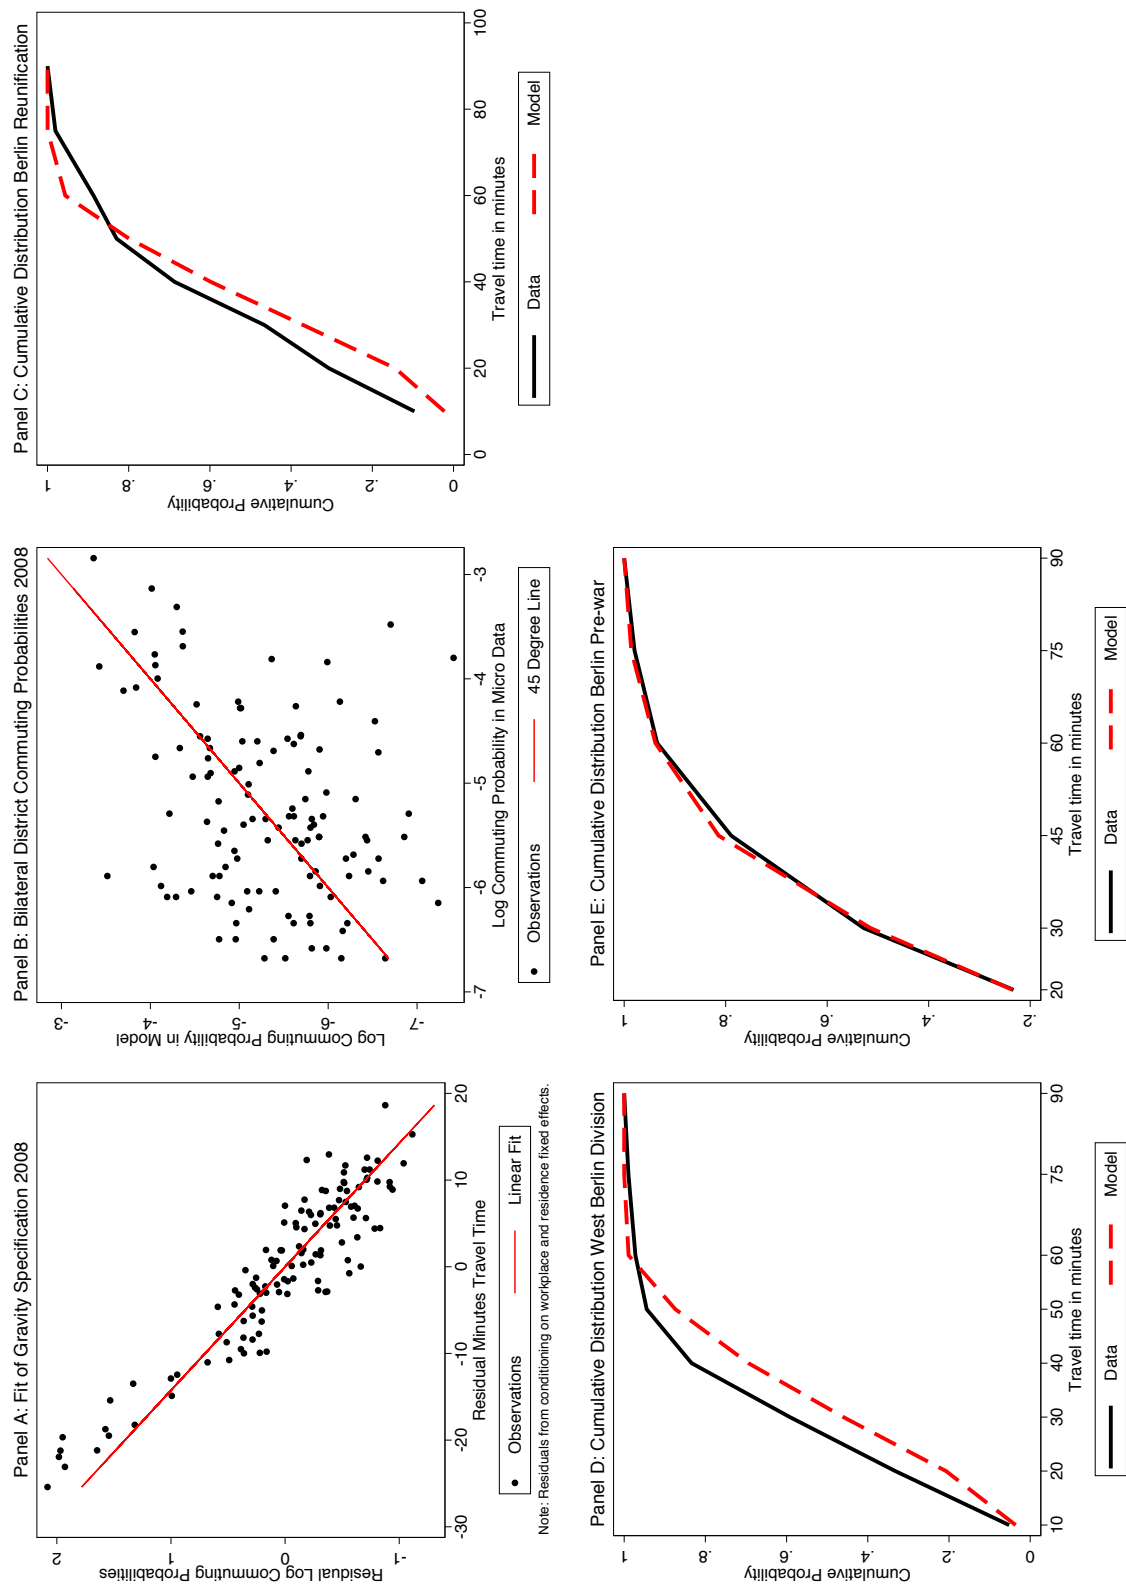 Panel A: Fit of Gravity Specification 2008
Residual Log Commuting Probabilities
2
1
0
-1
-30
-20
-10
0
10
20
Residual Minutes Travel Time
Observations
Linear Fit
Note: Residuals from conditioning on workplace and residence fixed effects.
Panel B: Bilateral District Commuting Probabilities 2008
Log Commuting Probability in Model
-3
-4
-5
-6
-7
-7
-6
-5
-4
-3
Log Commuting Probability in Micro Data
Observations
45 Degree Line
Panel C: Cumulative Distribution Berlin Reunification
Cumulative Probability
1
.8
.6
.4
.2
0
0
20
40
60
80
100
Travel time in minutes
Data
Model
Panel D: Cumulative Distribution West Berlin Division
Cumulative Probability
1
.8
.6
.4
.2
0
10
20
30
40
50
60
75
90
Travel time in minutes
Data
Model
Panel E: Cumulative Distribution Berlin Pre-war
Cumulative Probability
1
.8
.6
.4
.2
20
30
45
60
75
90
Travel time in minutes
Data
Model